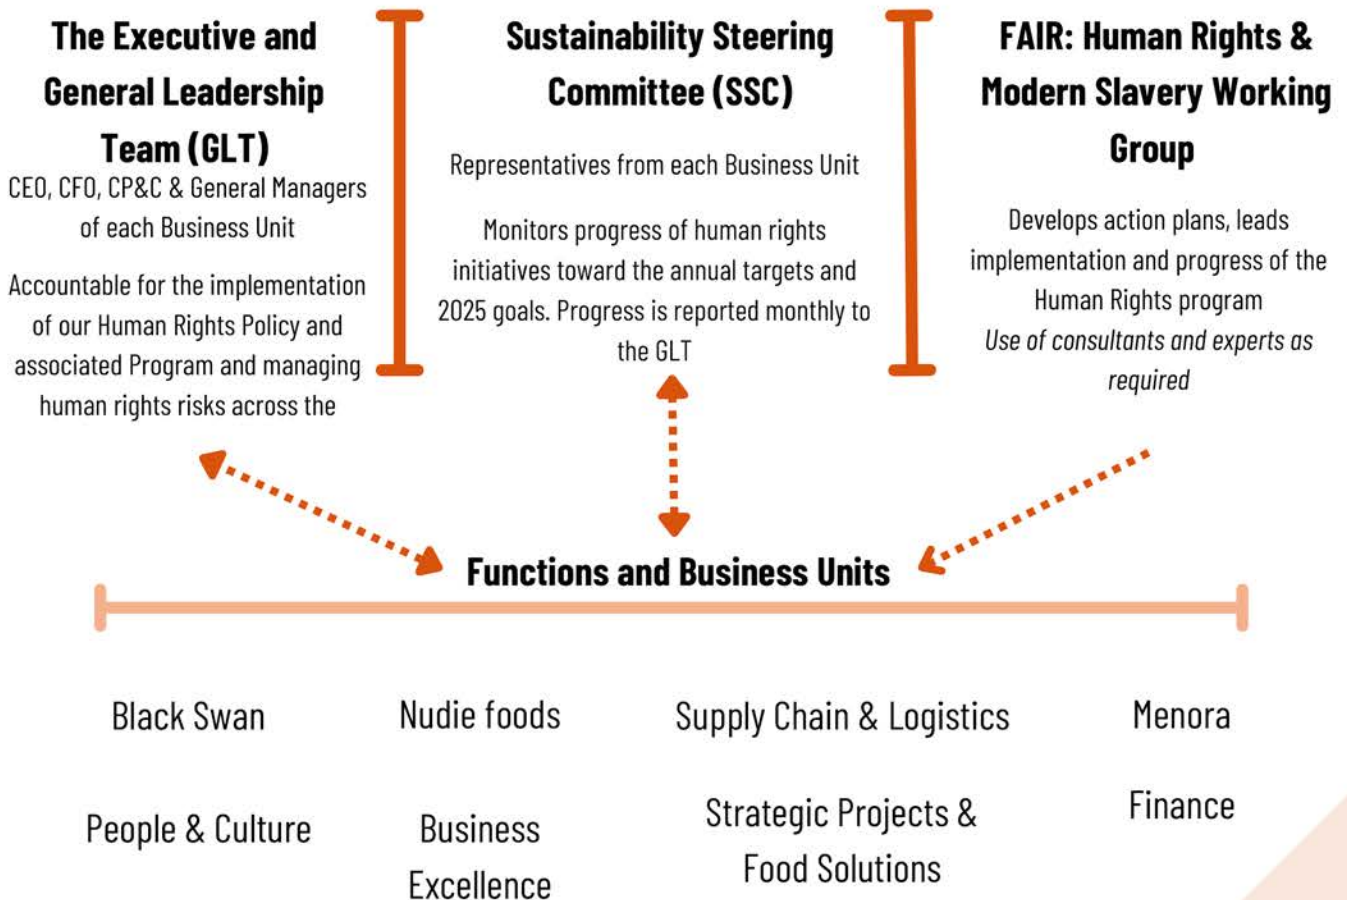 The Executive and
General Leadership
Team (GLT)
CEO, CFO, CP&C & General Managers
of each Business Unit
Accountable for the implementation
of our Human Rights Policy and
associated Program and managing
human rights risks across the
Sustainability Steering
Committee (SSC)
Representatives from each Business Unit
Monitors progress of human rights
initiatives toward the annual targets and
2025 goals. Progress is reported monthly to
the GLT
FAIR: Human Rights &
Modern Slavery Working
Group
Develops action plans, leads
implementation and progress of the
Human Rights program
Use of consultants and experts as
required
Functions and Business Units
Black Swan
Nudie foods
Supply Chain & Logistics
Menora
People & Culture
Business
Excellence
Strategic Projects &
Food Solutions
Finance